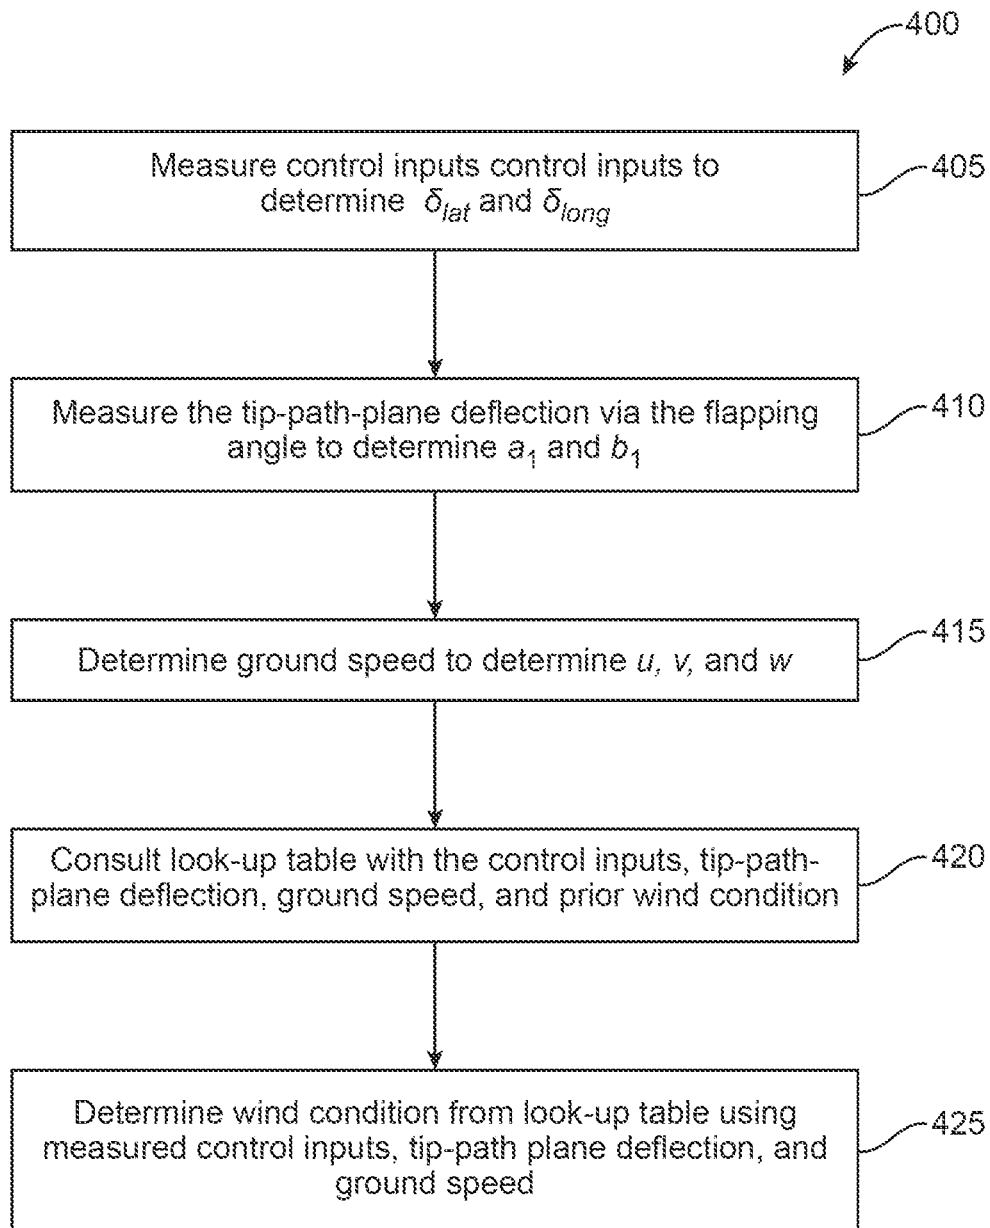 400
Measure control inputs control inputs to
determine δlat and δlong
405
Measure the tip-path-plane deflection via the flapping
angle to determine a1 and b1
410
Determine ground speed to determine u, v, and w
415
Consult look-up table with the control inputs, tip-path-
plane deflection, ground speed, and prior wind condition
420
Determine wind condition from look-up table using
measured control inputs, tip-path plane deflection, and
ground speed
425